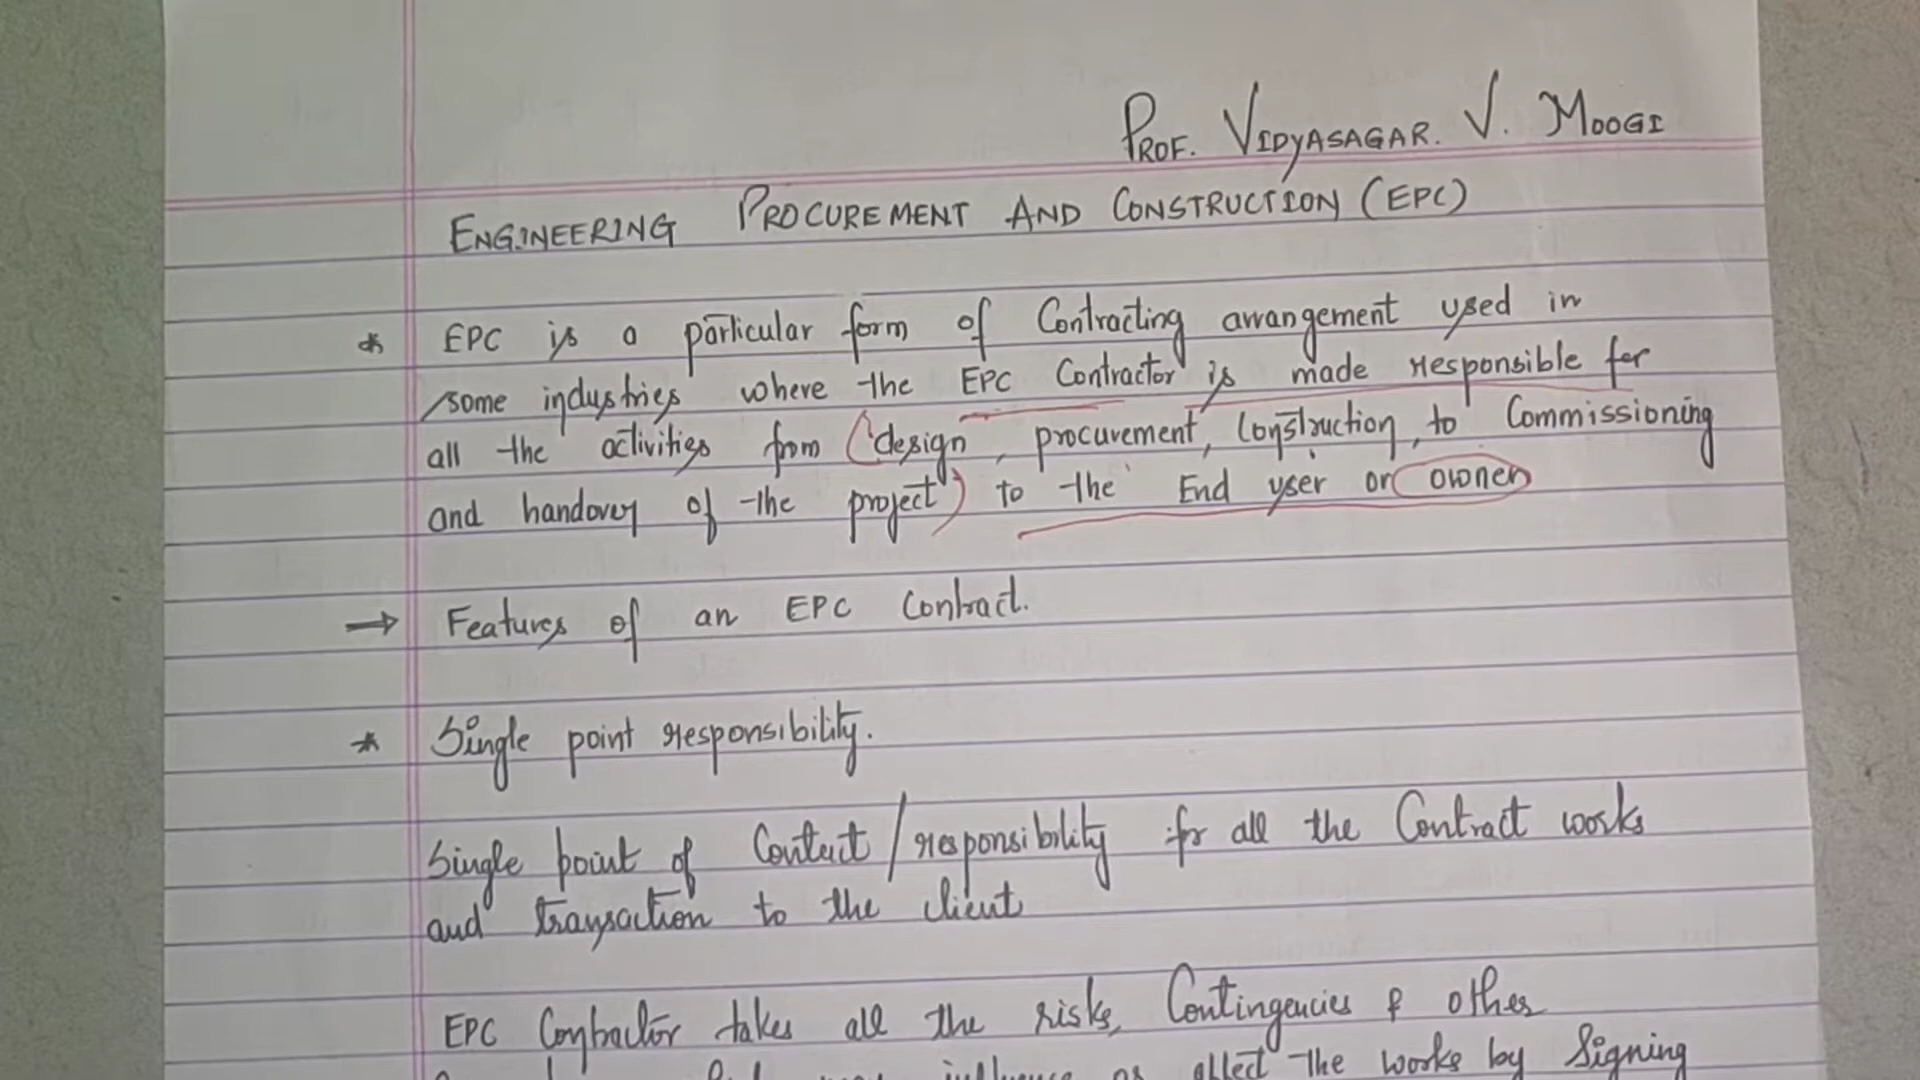 PROF. VIDYASAGAR. V. MOOGI
ENGINEERING PROCUREMENT AND CONSTRUCTION (EPC)
* EPC is a particular form of Contracting arrangement used in
some industries where the EPC Contractor is made responsible for
all the activities from (design, procurement, Construction, to Commissioning
and handover of the project) to the End user or owner
→ Features of an EPC Contract.
* Single point responsibility.
Single point of Contact / responsibility for all the Contract works
and transaction to the client
EPC Contractor takes all the risks, Contingencies & other
influence or affect the works by Signing